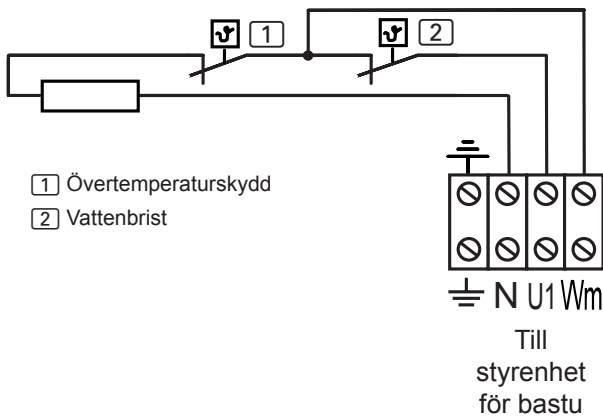 1
2
1 Övertemperaturskydd
2 Vattenbrist
N U1 Wm
Till
styrenhet
för bastu